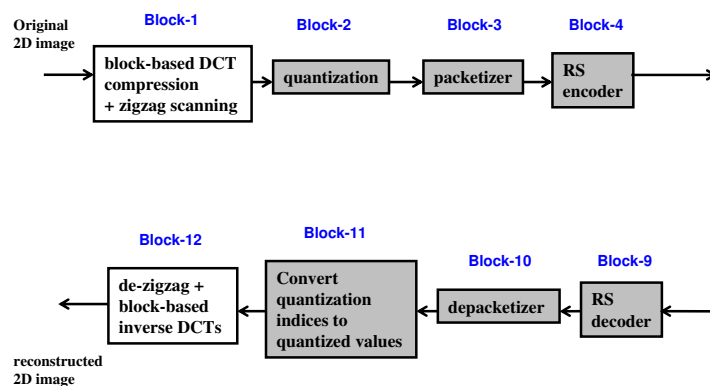 Original
2D image
Block-1
Block-2
Block-3
Block-4
block-based DCT
compression
+ zigzag scanning
quantization
packetizer
RS
encoder
Block-12
Block-11
Block-10
Block-9
de-zigzag +
block-based
inverse DCTs
Convert
quantization
indices to
quantized values
depacketizer
RS
decoder
reconstructed
2D image